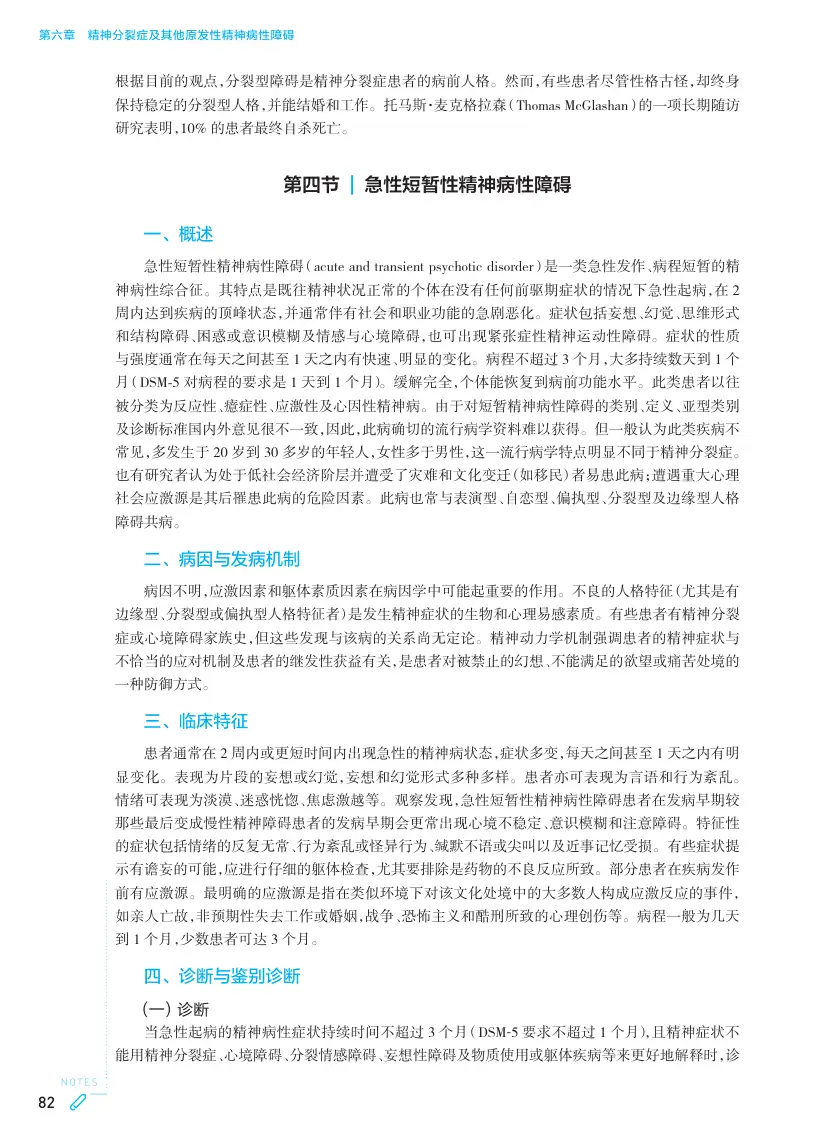 第六章 精神分裂症及其他原发性精神病性障碍
根据目前的观点,分裂型障碍是精神分裂症患者的病前人格。然而,有些患者尽管性格古怪,却终身
保持稳定的分裂型人格,并能结婚和工作。托马斯·麦克格拉森(Thomas McGlashan)的一项长期随访
研究表明,10% 的患者最终自杀死亡。
第四节 | 急性短暂性精神病性障碍
一、概述
急性短暂性精神病性障碍(acute and transient psychotic disorder)是一类急性发作、病程短暂的精
神病性综合征。其特点是既往精神状况正常的个体在没有任何前驱期症状的情况下急性起病,在 2
周内达到疾病的顶峰状态,并通常伴有社会和职业功能的急剧恶化。症状包括妄想、幻觉、思维形式
和结构障碍、困惑或意识模糊及情感与心境障碍,也可出现紧张症性精神运动性障碍。症状的性质
与强度通常在每天之间甚至 1 天之内有快速、明显的变化。病程不超过 3 个月,大多持续数天到 1 个
月(DSM-5 对病程的要求是 1 天到 1 个月)。缓解完全,个体能恢复到病前功能水平。此类患者以往
被分类为反应性、癔症性、应激性及心因性精神病。由于对短暂精神病性障碍的类别、定义、亚型类别
及诊断标准国内外意见很不一致,因此,此病确切的流行病学资料难以获得。但一般认为此类疾病不
常见,多发生于 20 岁到 30 多岁的年轻人,女性多于男性,这一流行病学特点明显不同于精神分裂症。
也有研究者认为处于低社会经济阶层并遭受了灾难和文化变迁(如移民)者易患此病;遭遇重大心理
社会应激源是其后罹患此病的危险因素。此病也常与表演型、自恋型、偏执型、分裂型及边缘型人格
障碍共病。
二、病因与发病机制
病因不明,应激因素和躯体素质因素在病因学中可能起重要的作用。不良的人格特征(尤其是有
边缘型、分裂型或偏执型人格特征者)是发生精神症状的生物和心理易感素质。有些患者有精神分裂
症或心境障碍家族史,但这些发现与该病的关系尚无定论。精神动力学机制强调患者的精神症状与
不恰当的应对机制及患者的继发性获益有关,是患者对被禁止的幻想、不能满足的欲望或痛苦处境的
一种防御方式。
三、临床特征
患者通常在 2 周内或更短时间内出现急性的精神病状态,症状多变,每天之间甚至 1 天之内有明
显变化。表现为片段的妄想或幻觉,妄想和幻觉形式多种多样。患者亦可表现为言语和行为紊乱。
情绪可表现为淡漠、迷惑恍惚、焦虑激越等。观察发现,急性短暂性精神病性障碍患者在发病早期较
那些最后变成慢性精神障碍患者的发病早期会更常出现心境不稳定、意识模糊和注意障碍。特征性
的症状包括情绪的反复无常、行为紊乱或怪异行为、缄默不语或尖叫以及近事记忆受损。有些症状提
示有谵妄的可能,应进行仔细的躯体检查,尤其要排除是药物的不良反应所致。部分患者在疾病发作
前有应激源。最明确的应激源是指在类似环境下对该文化处境中的大多数人构成应激反应的事件,
如亲人亡故,非预期性失去工作或婚姻,战争、恐怖主义和酷刑所致的心理创伤等。病程一般为几天
到 1 个月,少数患者可达 3 个月。
四、诊断与鉴别诊断
(一)诊断
当急性起病的精神病性症状持续时间不超过 3 个月(DSM-5 要求不超过 1 个月),且精神症状不
能用精神分裂症、心境障碍、分裂情感障碍、妄想性障碍及物质使用或躯体疾病等来更好地解释时,诊
NOTES
82